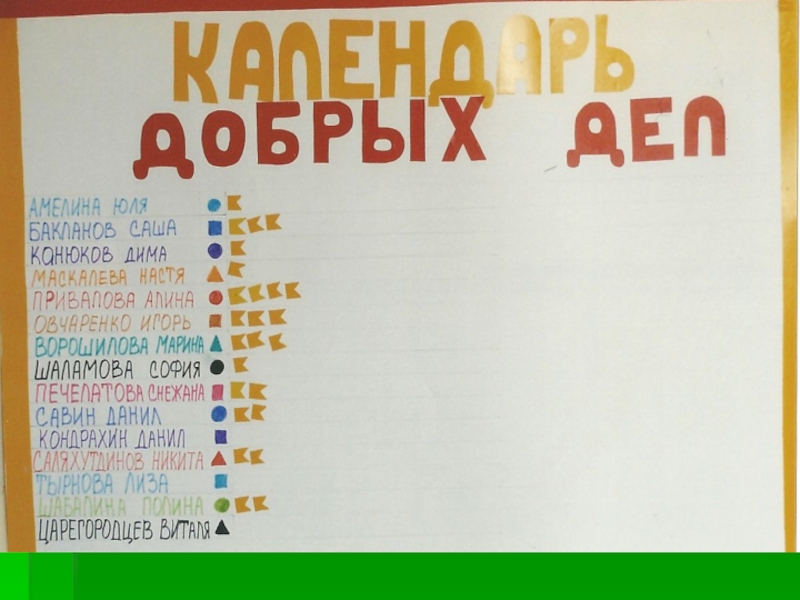 КАЛЕНДАРЬ
ДОБРЫХ ДЕЛ
АМЕЛИНА ЮЛЯ
БАКЛАНОВ САША
КАНЮКОВ ДИМА
МАСКАЛЕВА НАСТЯ
ПРИВАЛОВА АЛИНА
ОВЧАРЕНКО ИГОРЬ
ВОРОШИЛОВА МАРИНА
ШАЛАМОВА СОФИЯ
ПЕЧЕЛАТОВА СНЕЖАНА
САВИН ДАНИЛ
КОНДРАХИН ДАНИЛ
САЛЯХУТДИНОВ НИКИТА
ТЫРНОВА ЛИЗА
ШАБАЛИНА ПОЛИНА
ЦАРЕГОРОДЦЕВ ВИТАЛЯ